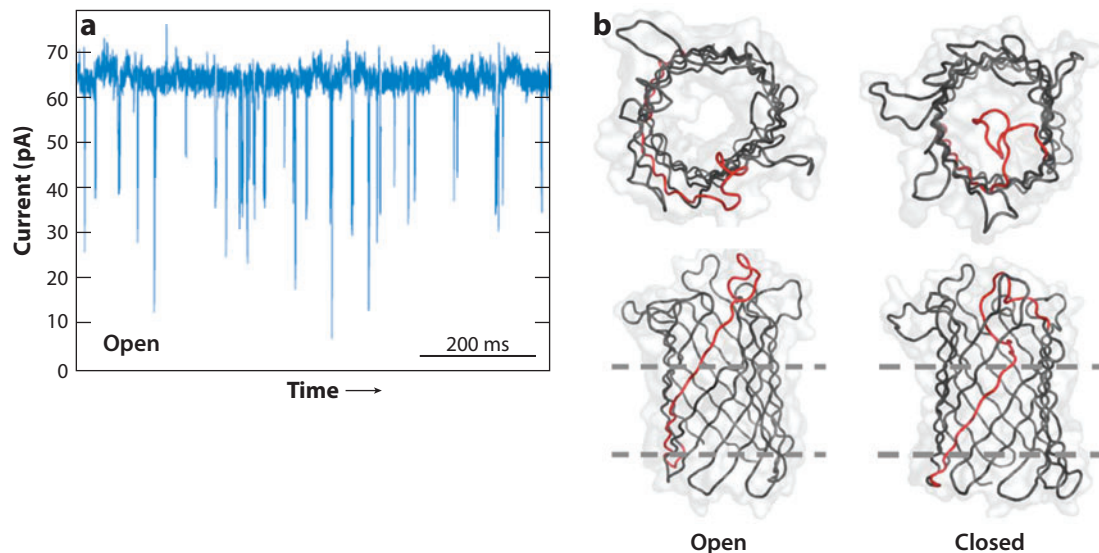 a
70
60
50
40
30
20
10
0
Current (pA)
Open
200 ms
Time →
b
Open Closed